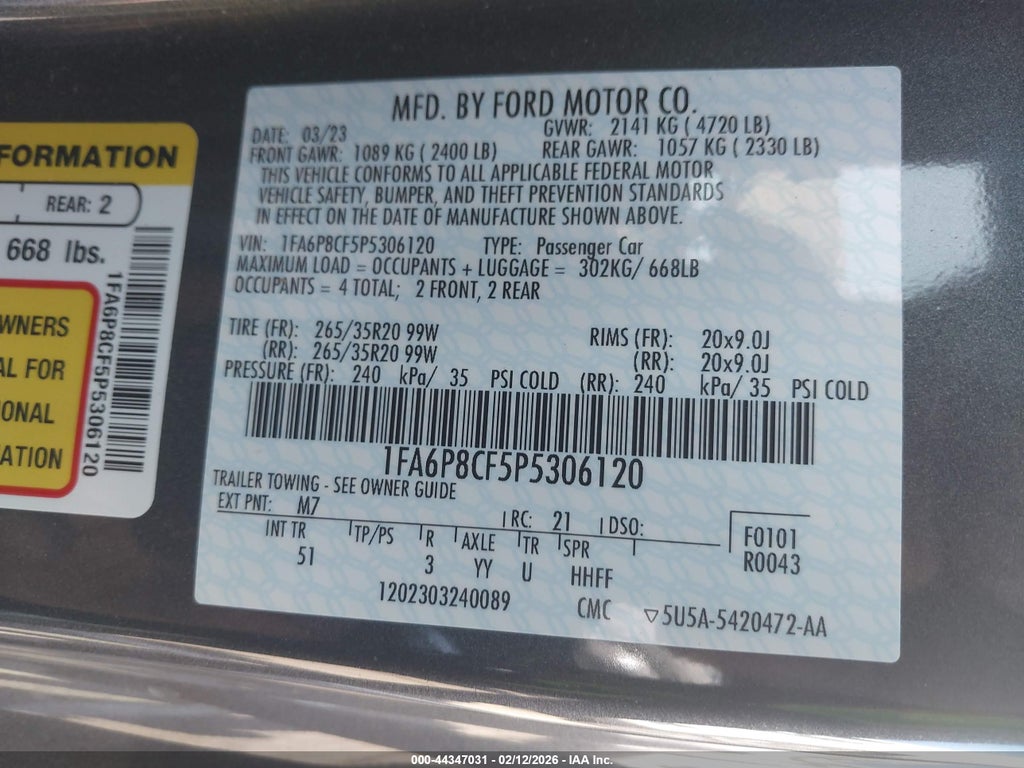 FORMATION
REAR: 2
668 lbs.
1FA6P8CF5P5306120
WNERS
AL FOR
IONAL
ATION
MFD. BY FORD MOTOR CO.
DATE: 03/23 GVWR: 2141 KG ( 4720 LB)
FRONT GAWR: 1089 KG ( 2400 LB) REAR GAWR: 1057 KG ( 2330 LB)
THIS VEHICLE CONFORMS TO ALL APPLICABLE FEDERAL MOTOR
VEHICLE SAFETY, BUMPER, AND THEFT PREVENTION STANDARDS
IN EFFECT ON THE DATE OF MANUFACTURE SHOWN ABOVE.
VIN: 1FA6P8CF5P5306120 TYPE: Passenger Car
MAXIMUM LOAD = OCCUPANTS + LUGGAGE = 302KG/ 668LB
OCCUPANTS = 4 TOTAL; 2 FRONT, 2 REAR
TIRE (FR): 265/35R20 99W RIMS (FR): 20x9.0J
(RR): 265/35R20 99W (RR): 20x9.0J
PRESSURE (FR): 240 kPa/ 35 PSI COLD (RR): 240 kPa/ 35 PSI COLD
1FA6P8CF5P5306120
TRAILER TOWING - SEE OWNER GUIDE
EXT PNT: M7 RC: 21 DSO: F0101
INT TR TP/PS R AXLE TR SPR R0043
51 3 YY U HHFF
1202303240089 CMC ▽5U5A-5420472-AA
000-44347031 - 02/12/2026 - IAA Inc.